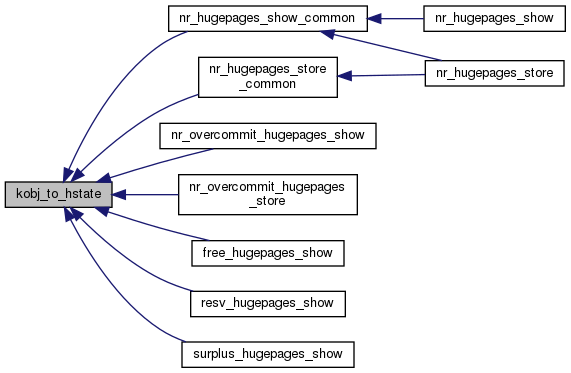 nr_hugepages_show_common
nr_hugepages_show
nr_hugepages_store
_common
nr_hugepages_store
nr_overcommit_hugepages_show
kobj_to_hstate
nr_overcommit_hugepages
_store
free_hugepages_show
resv_hugepages_show
surplus_hugepages_show